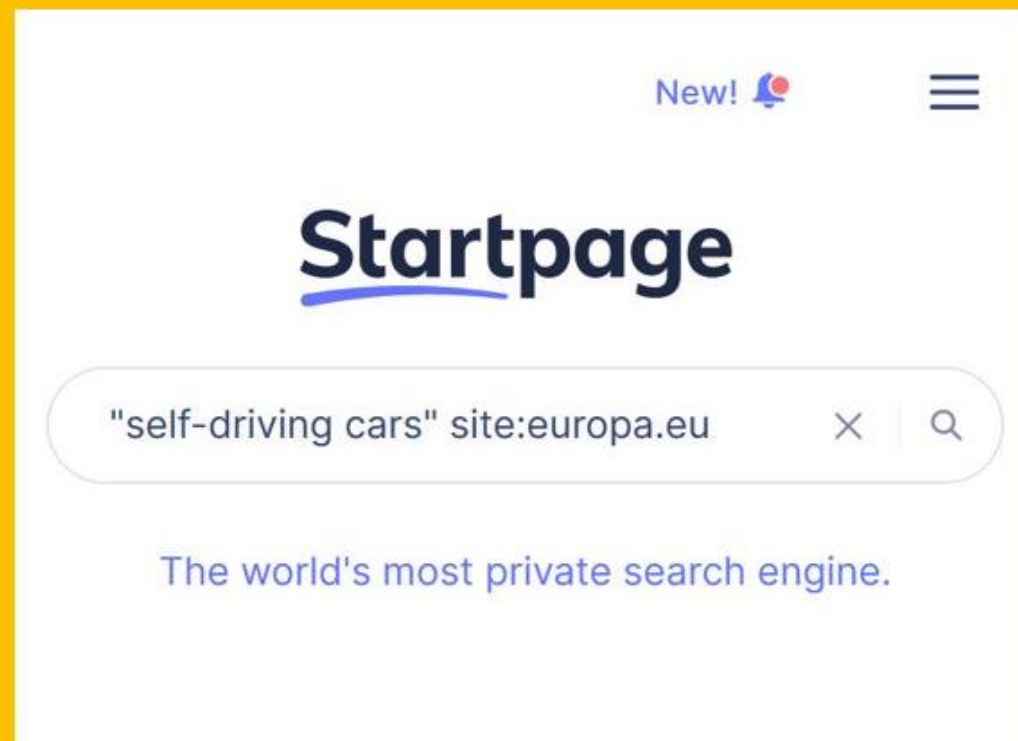 New!
Startpage
"self-driving cars" site:europa.eu
The world's most private search engine.